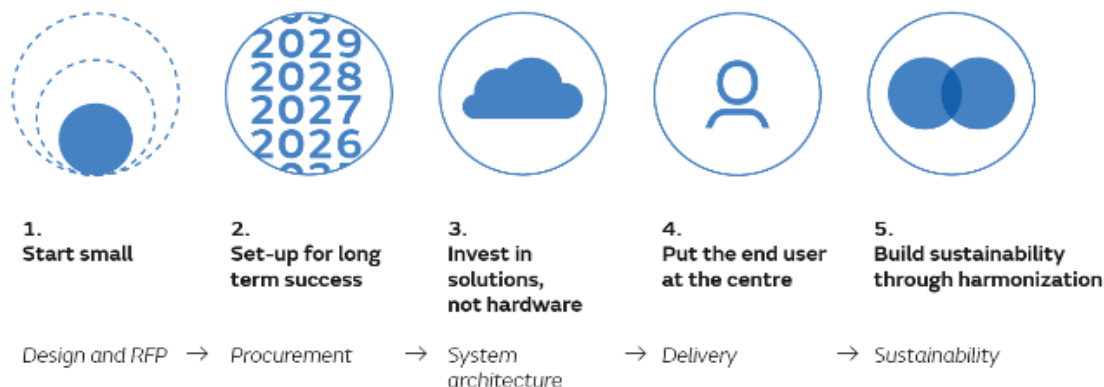 2029
2028
2027
2026
1.
Start small
2.
Set-up for long
term success
3.
Invest in
solutions,
not hardware
4.
Put the end user
at the centre
5.
Build sustainability
through harmonization
Design and RFP → Procurement → System
architecture → Delivery → Sustainability